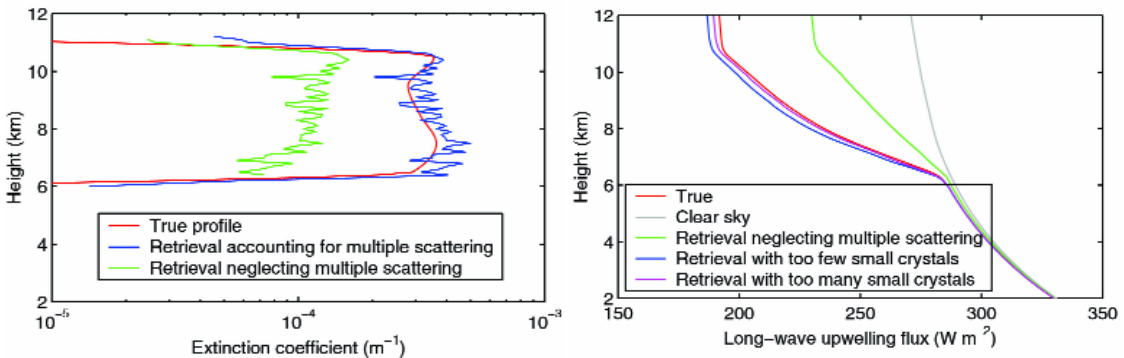 12
10
8
6
4
2
Height (km)
True profile
Retrieval accounting for multiple scattering
Retrieval neglecting multiple scattering
10⁻⁵
10⁻⁴
10⁻³
Extinction coefficient (m⁻¹)
12
10
8
6
4
2
Height (km)
True
Clear sky
Retrieval neglecting multiple scattering
Retrieval with too few small crystals
Retrieval with too many small crystals
150
200
250
300
350
Long-wave upwelling flux (W m²)